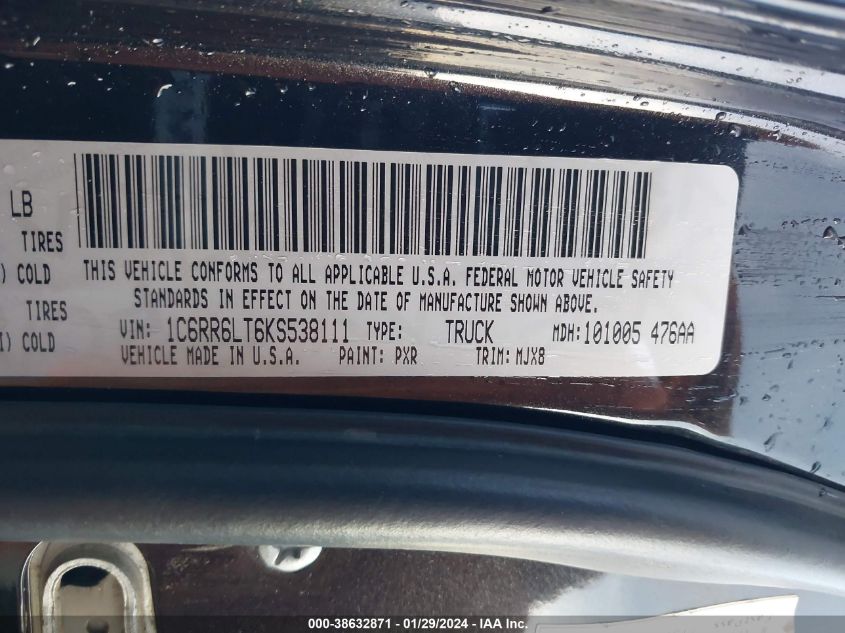 LB
TIRES
) COLD
TIRES
I) COLD
THIS VEHICLE CONFORMS TO ALL APPLICABLE U.S.A. FEDERAL MOTOR VEHICLE SAFETY
STANDARDS IN EFFECT ON THE DATE OF MANUFACTURE SHOWN ABOVE.
VIN: 1C6RR6LT6KS538111 TYPE: TRUCK MDH:101005 476AA
VEHICLE MADE IN U.S.A. PAINT: PXR TRIM: MJX8
000-38632871 - 01/29/2024 - IAA Inc.